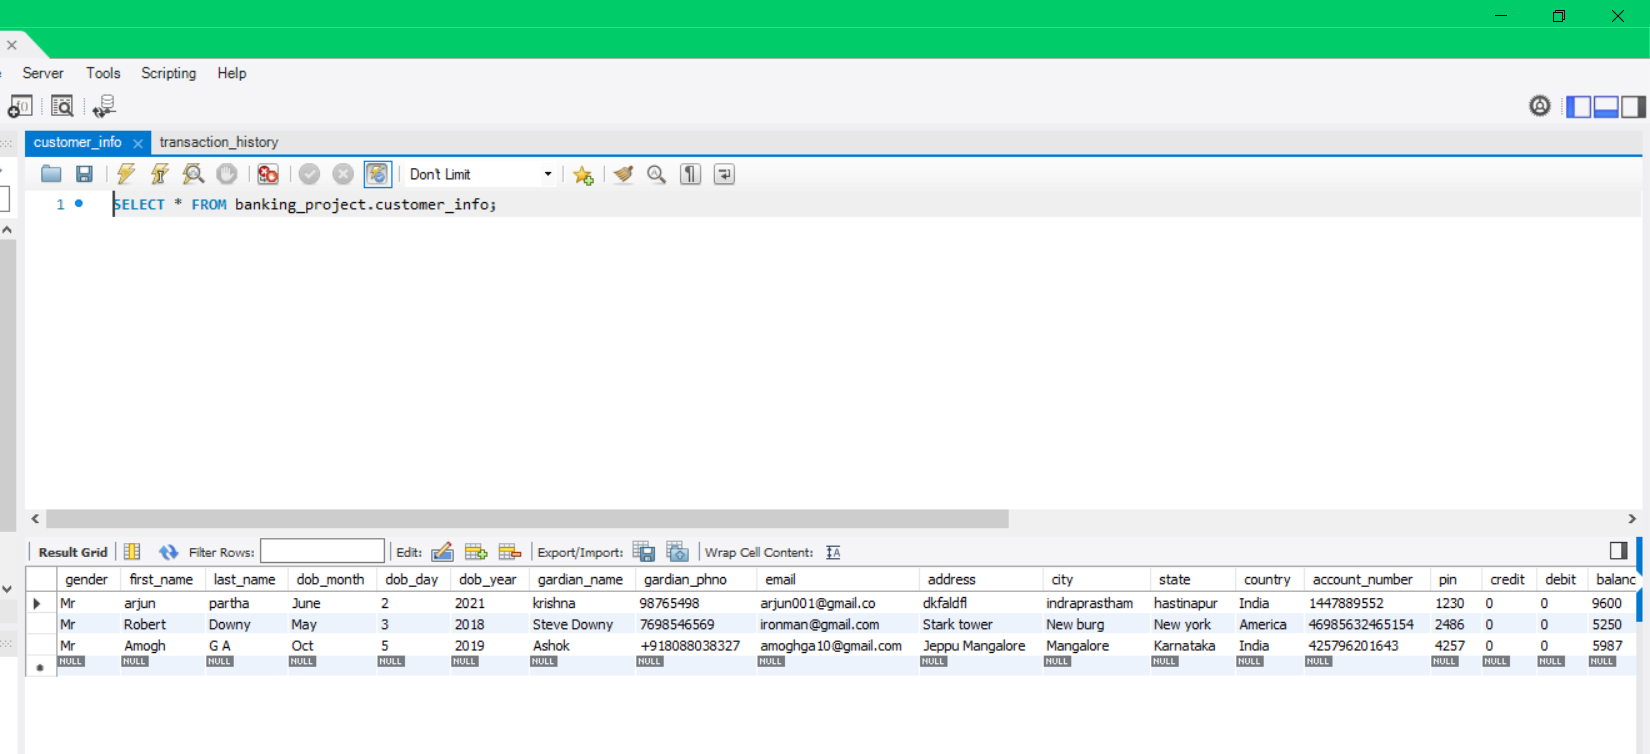 Server Tools Scripting Help
customer_info transaction_history
Don't Limit
1 SELECT * FROM banking_project.customer_info;
Result Grid Filter Rows: Edit: Export/Import: Wrap Cell Content:
gender first_name last_name dob_month dob_day dob_year gardian_name gardian_phno email address city state country account_number pin credit debit balanc
Mr arjun partha June 2 2021 krishna 98765498 arjun001@gmail.co dkfaldfl indraprastham hastinapur India 1447889552 1230 0 0 9600
Mr Robert Downy May 3 2018 Steve Downy 7698546569 ironman@gmail.com Stark tower New burg New york America 46985632465154 2486 0 0 5250
Mr Amogh G A Oct 5 2019 Ashok +918088038327 amoghga10@gmail.com Jeppu Mangalore Mangalore Karnataka India 425796201643 4257 0 0 5987
NULL NULL NULL NULL NULL NULL NULL NULL NULL NULL NULL NULL NULL NULL NULL NULL NULL NULL